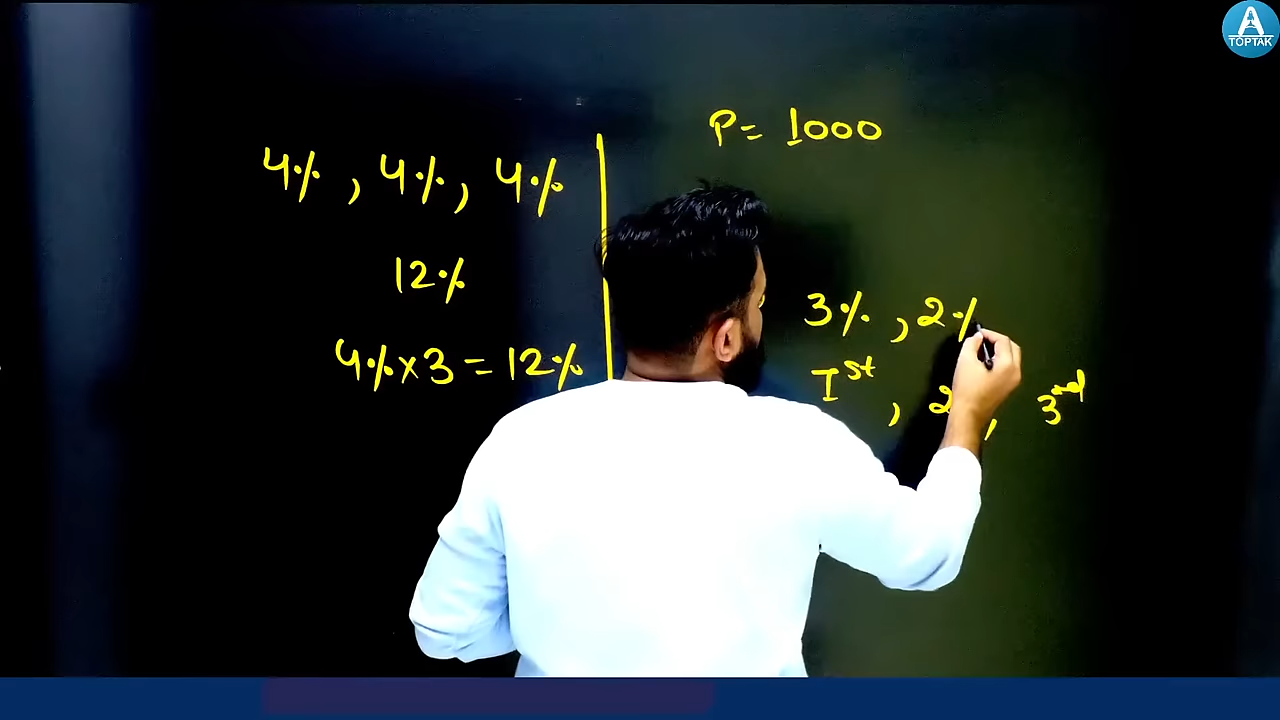 A
TOPTAK
P = 1000
4%, 4%, 4%
12%
4% x 3 = 12%
3%, 2%
Ist, 2, 3rd